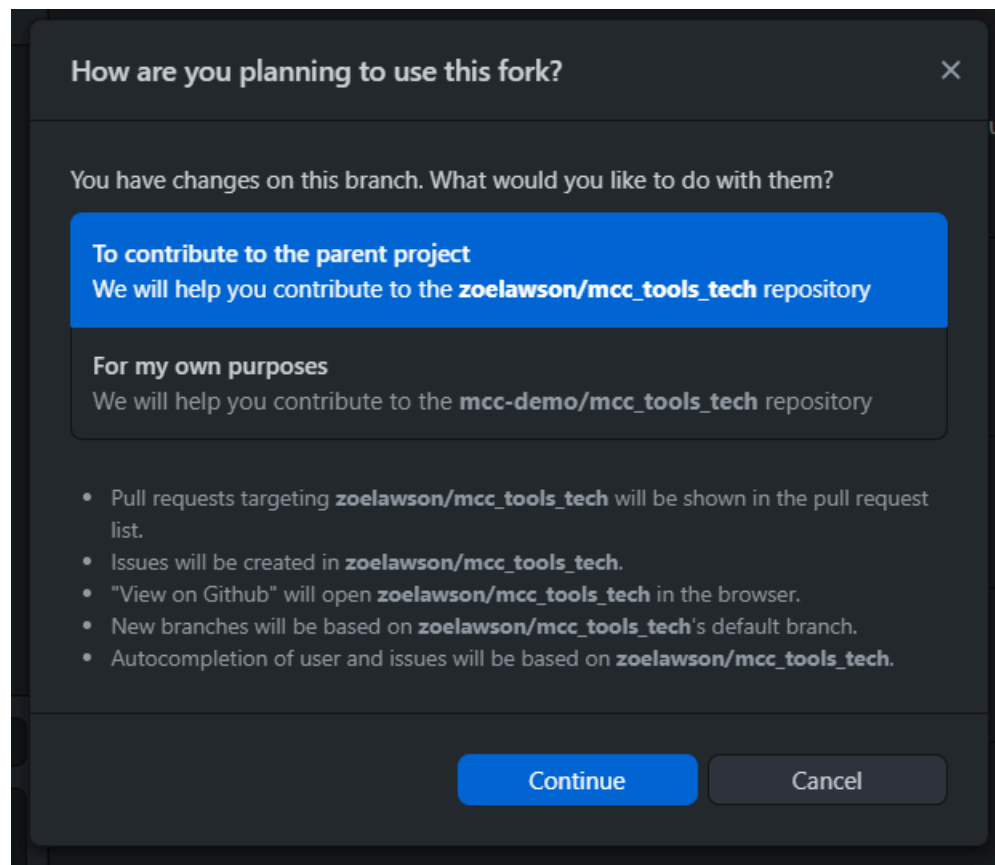 How are you planning to use this fork?
You have changes on this branch. What would you like to do with them?
To contribute to the parent project
We will help you contribute to the zoelawson/mcc_tools_tech repository
For my own purposes
We will help you contribute to the mcc-demo/mcc_tools_tech repository
• Pull requests targeting zoelawson/mcc_tools_tech will be shown in the pull request
list.
• Issues will be created in zoelawson/mcc_tools_tech.
• "View on Github" will open zoelawson/mcc_tools_tech in the browser.
• New branches will be based on zoelawson/mcc_tools_tech's default branch.
• Autocompletion of user and issues will be based on zoelawson/mcc_tools_tech.
Continue
Cancel